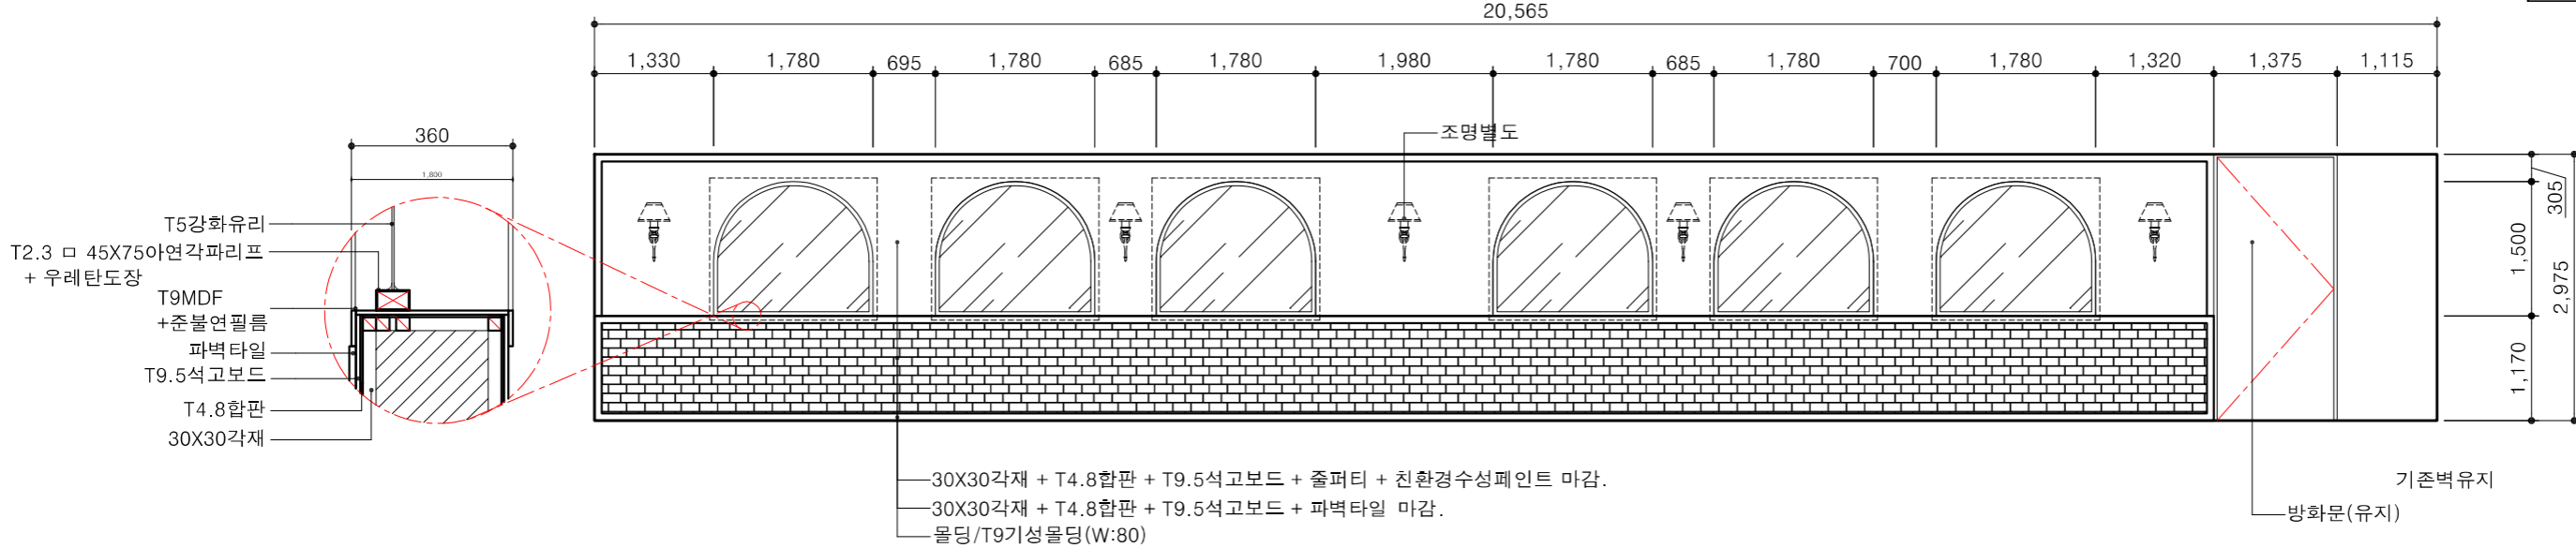 20,565
1,330 1,780 695 1,780 685 1,780 1,980 1,780 685 1,780 700 1,780 1,320 1,375 1,115
조명별도
360
1,800
T5강화유리
T2.3 ㅁ 45X75아연각파리프
+ 우레탄도장
T9MDF
+준불연필름
파벽타일
T9.5석고보드
T4.8합판
30X30각재
305
1,500
2,975
1,170
30X30각재 + T4.8합판 + T9.5석고보드 + 줄퍼티 + 친환경수성페인트 마감.
30X30각재 + T4.8합판 + T9.5석고보드 + 파벽타일 마감.
몰딩/T9기성몰딩(W:80)
기존벽유지
방화문(유지)